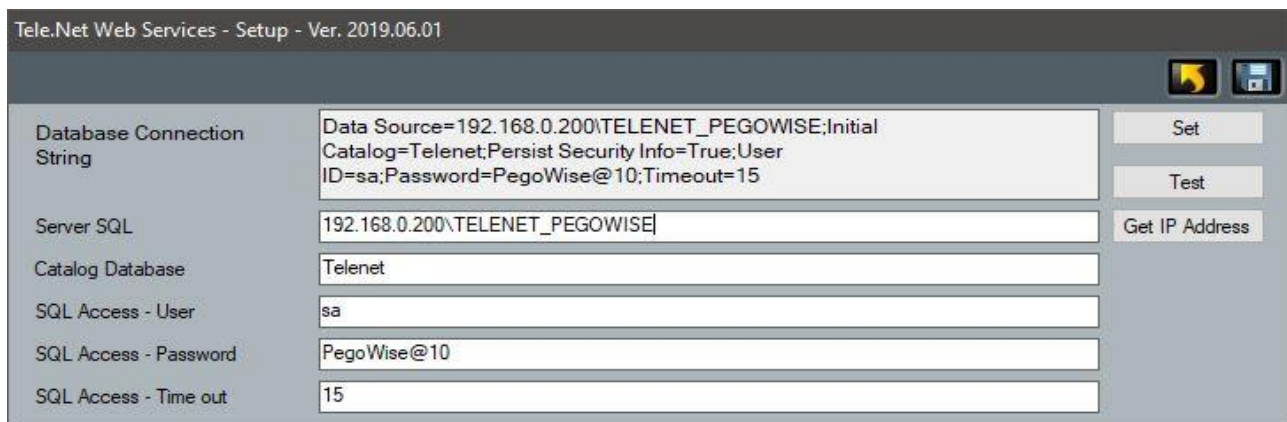 Tele.Net Web Services - Setup - Ver. 2019.06.01
Database Connection
String
Data Source=192.168.0.200\TELENET_PEGOWISE;Initial
Catalog=Telenet;Persist Security Info=True;User
ID=sa;Password=PegoWise@10;Timeout=15
Set
Test
Server SQL
192.168.0.200\TELENET_PEGOWISE
Get IP Address
Catalog Database
Telenet
SQL Access - User
sa
SQL Access - Password
PegoWise@10
SQL Access - Time out
15